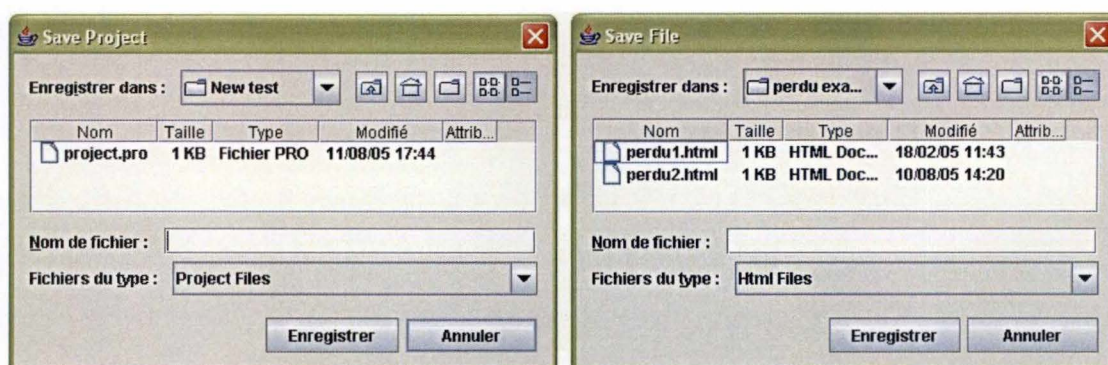 Save Project
Enregistrer dans :
New test
Nom Taille Type Modifié Attrib...
project.pro 1 KB Fichier PRO 11/08/05 17:44
Nom de fichier :
Fichiers du type : Project Files
Enregistrer Annuler
Save File
Enregistrer dans :
perdu exa...
Nom Taille Type Modifié Attrib...
perdu1.html 1 KB HTML Doc... 18/02/05 11:43
perdu2.html 1 KB HTML Doc... 10/08/05 14:20
Nom de fichier :
Fichiers du type : Html Files
Enregistrer Annuler